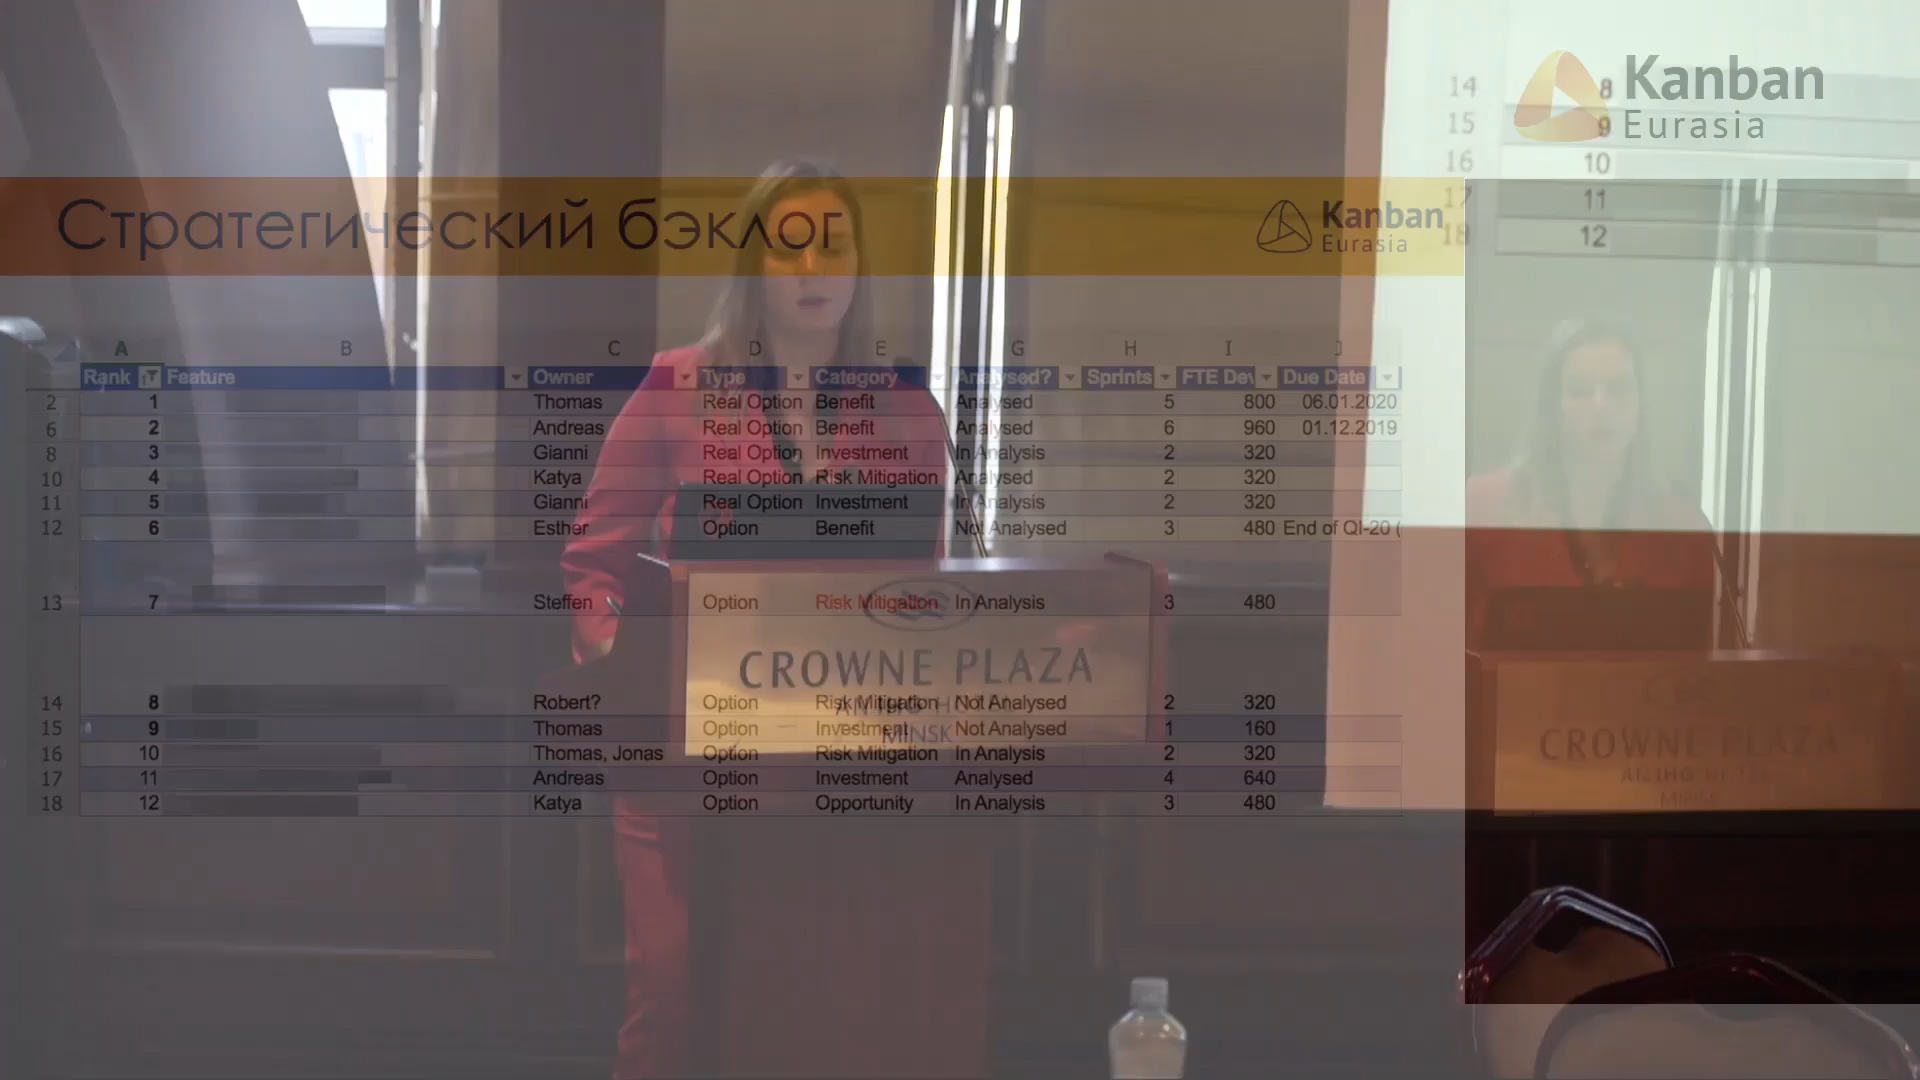 Kanban
Eurasia
14 8
15 9
16 10
17 11
18 12
Стратегический бэклог
Kanban
Eurasia
A B C D E G H I J
Rank Feature Owner Type Category Analysed? Sprints FTE Dev Due Date
2 1 Thomas Real Option Benefit Analysed 5 800 06.01.2020
6 2 Andreas Real Option Benefit Analysed 6 960 01.12.2019
8 3 Gianni Real Option Investment In Analysis 2 320
10 4 Katya Real Option Risk Mitigation Analysed 2 320
11 5 Gianni Real Option Investment In Analysis 2 320
12 6 Esther Option Benefit Not Analysed 3 480 End of QI-20 (
13 7 Steffen Option Risk Mitigation In Analysis 3 480
14 8 Robert? Option Risk Mitigation Not Analysed 2 320
15 9 Thomas Option Investment Not Analysed 1 160
16 10 Thomas, Jonas Option Risk Mitigation In Analysis 2 320
17 11 Andreas Option Investment Analysed 4 640
18 12 Katya Option Opportunity In Analysis 3 480
CROWNE PLAZA
MINSK
CROWNE PLAZA
MINSK